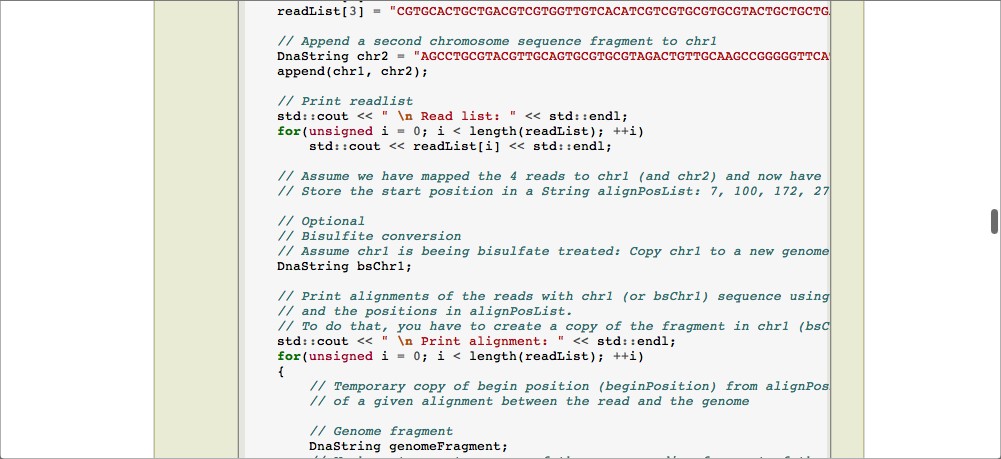 readList[3] = "CGTGCACTGCTGACGTCGTGGTTGTCACATCGTCGTGCGTGCGTACTGCTGCTGA
// Append a second chromosome sequence fragment to chr1
DnaString chr2 = "AGCCTGCGTACGTTGCAGTGCGTGCGTAGACTGTTGCAAGCCGGGGGTTCA
append(chr1, chr2);
// Print readlist
std::cout << " \n Read list: " << std::endl;
for(unsigned i = 0; i < length(readList); ++i)
    std::cout << readList[i] << std::endl;
// Assume we have mapped the 4 reads to chr1 (and chr2) and now have
// Store the start position in a String alignPosList: 7, 100, 172, 27
// Optional
// Bisulfite conversion
// Assume chr1 is beeing bisulfate treated: Copy chr1 to a new genome
DnaString bsChr1;
// Print alignments of the reads with chr1 (or bsChr1) sequence using
// and the positions in alignPosList.
// To do that, you have to create a copy of the fragment in chr1 (bsC
std::cout << " \n Print alignment: " << std::endl;
for(unsigned i = 0; i < length(readList); ++i)
{
    // Temporary copy of begin position (beginPosition) from alignPos
    // of a given alignment between the read and the genome
    // Genome fragment
    DnaString genomeFragment;